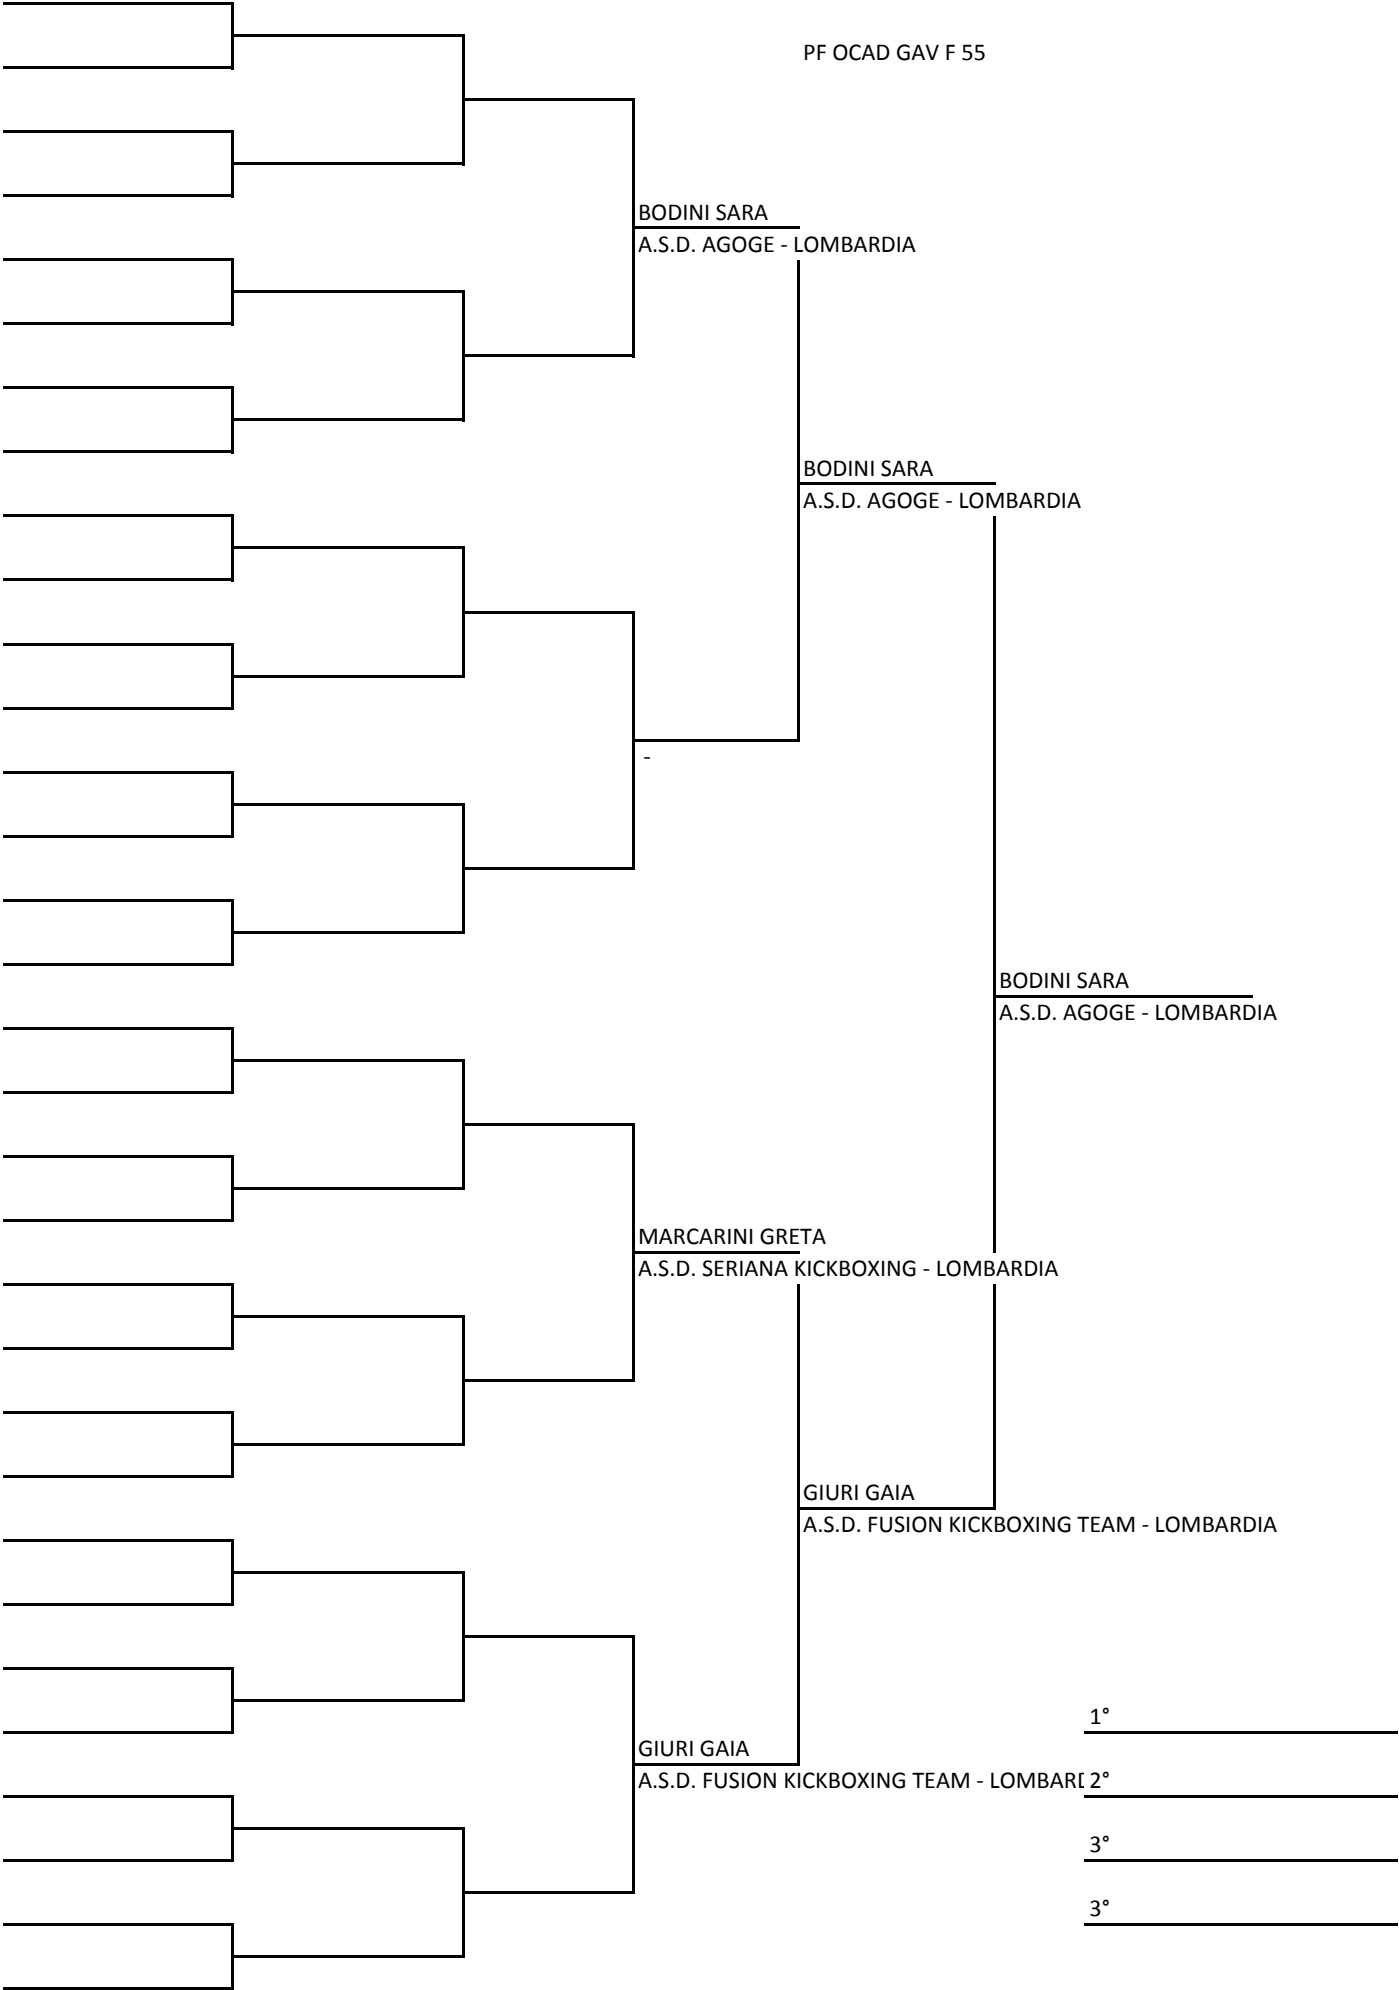 PF OCAD GAV F 55
BODINI SARA
A.S.D. AGOGE - LOMBARDIA
BODINI SARA
A.S.D. AGOGE - LOMBARDIA
-
BODINI SARA
A.S.D. AGOGE - LOMBARDIA
MARCARINI GRETA
A.S.D. SERIANA KICKBOXING - LOMBARDIA
GIURI GAIA
A.S.D. FUSION KICKBOXING TEAM - LOMBARDIA
1°
GIURI GAIA
A.S.D. FUSION KICKBOXING TEAM - LOMBARD
2°
3°
3°